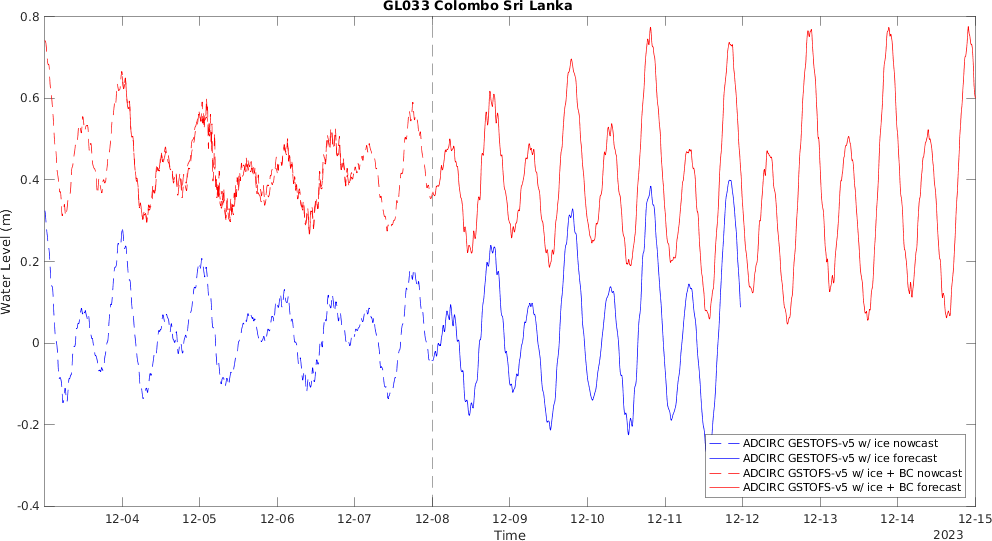 GL033 Colombo Sri Lanka
0.8
0.6
0.4
0.2
0
-0.2
-0.4
Water Level (m)
ADCIRC GESTOFS-v5 w/ ice nowcast
ADCIRC GESTOFS-v5 w/ ice forecast
ADCIRC GSTOFS-v5 w/ ice + BC nowcast
ADCIRC GSTOFS-v5 w/ ice + BC forecast
12-04 12-05 12-06 12-07 12-08 12-09 12-10 12-11 12-12 12-13 12-14 12-15
Time
2023